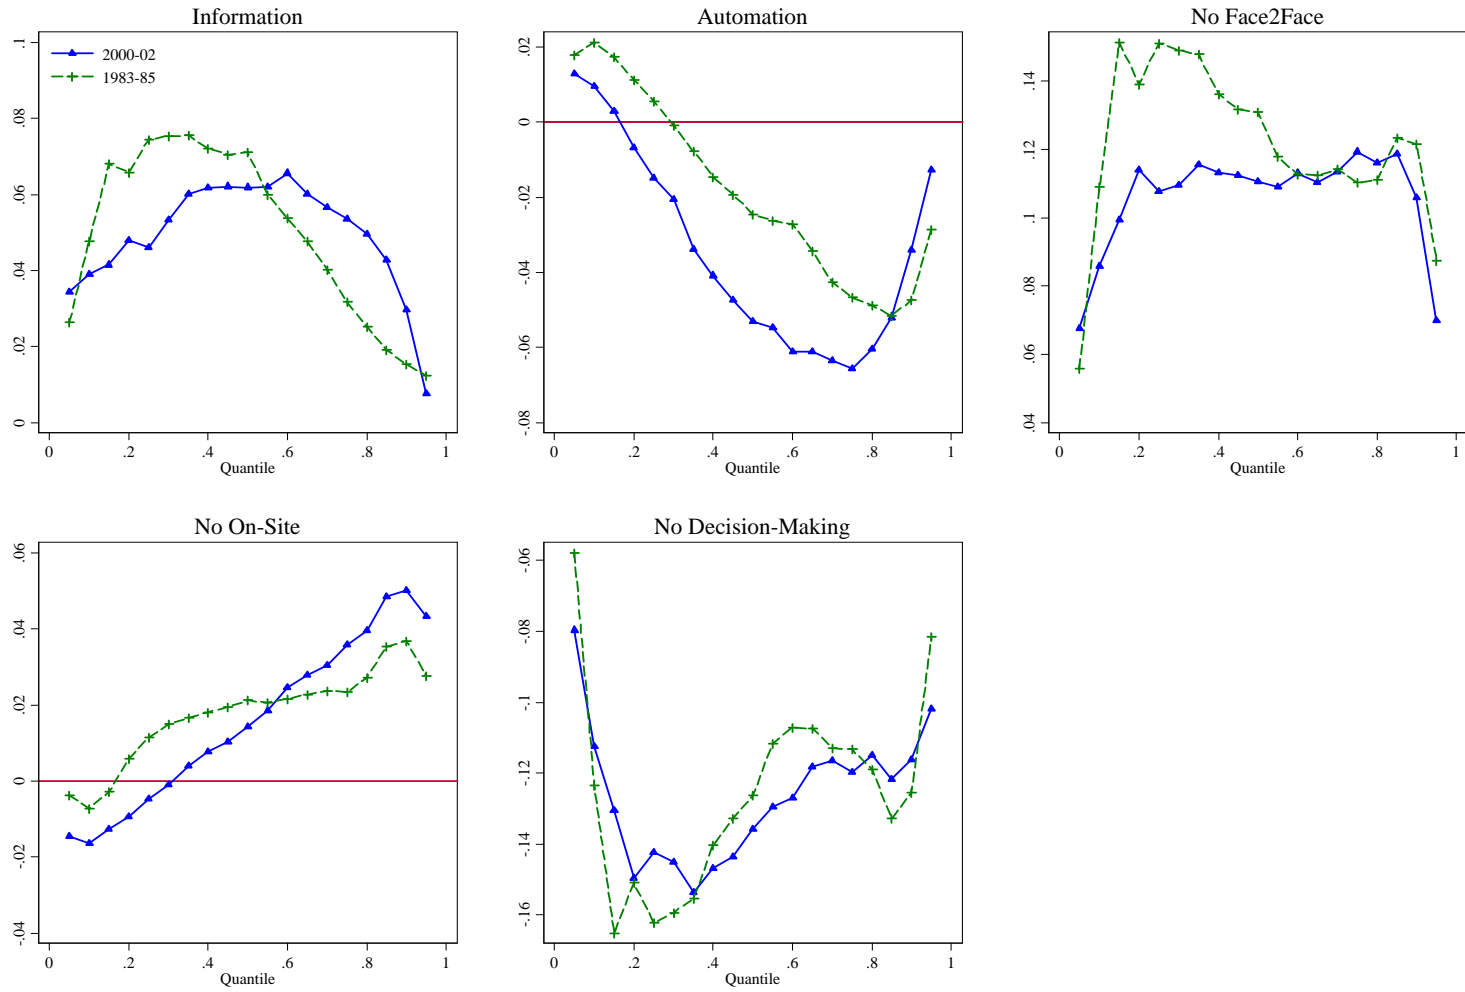 Information
.1
.08
.06
.04
.02
0
2000-02
1983-85
0 .2 .4 .6 .8 1
Quantile
Automation
.02
0
-.02
-.04
-.06
-.08
0 .2 .4 .6 .8 1
Quantile
No Face2Face
.14
.12
.1
.08
.06
.04
0 .2 .4 .6 .8 1
Quantile
No On-Site
.06
.04
.02
0
-.02
-.04
0 .2 .4 .6 .8 1
Quantile
No Decision-Making
-.06
-.08
-.1
-.12
-.14
-.16
0 .2 .4 .6 .8 1
Quantile